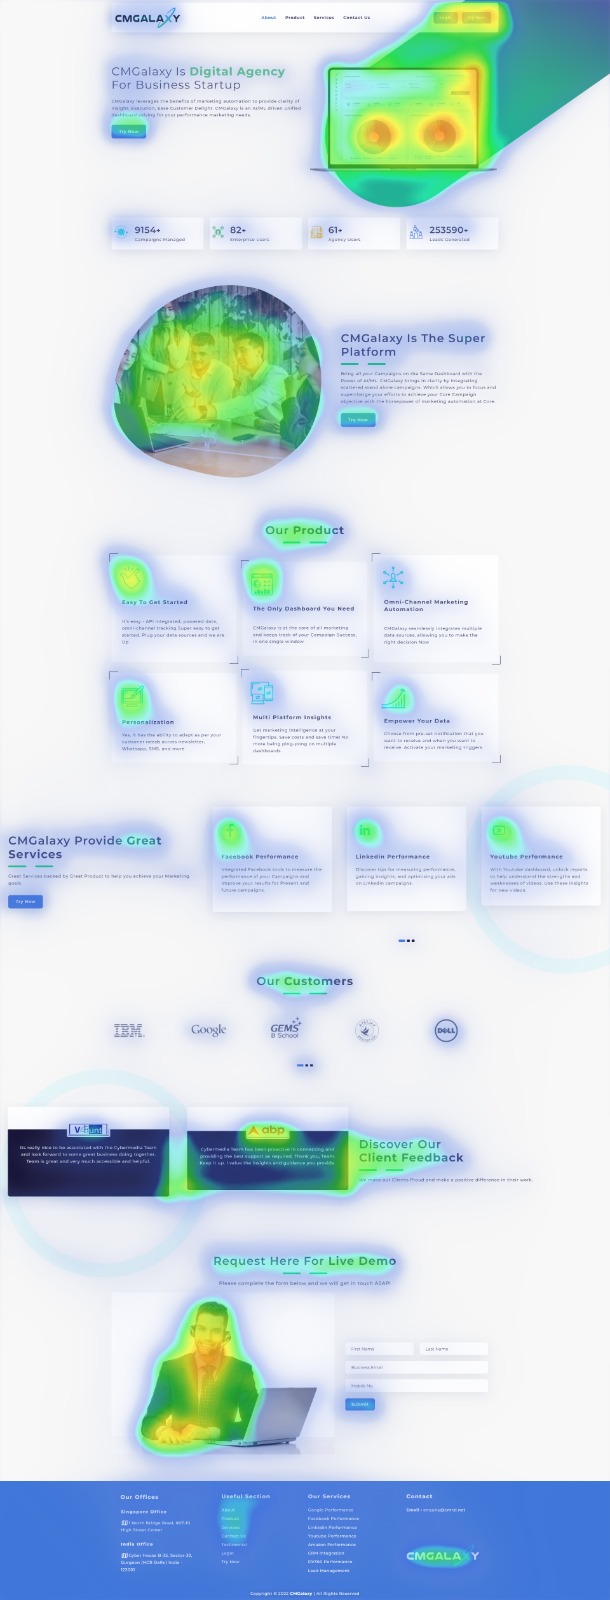 CMGALAXY
About Product Services Contact Us
Login Try Now
CMGalaxy Is Digital Agency
For Business Startup
CMGalaxy leverages the benefits of marketing automation to provide clarity of
Insight, Execution, Ease Customer Delight. CMGalaxy is an AI/ML driven Unified
Dashboard solving for your performance marketing needs.
Try Now
9154+
Campaigns Managed
82+
Enterprise Users
61+
Agency Users
253590+
Leads Generated
CMGalaxy Is The Super
Platform
Bring all your Campaigns on the Same Dashboard with the
Power of AI/ML. CMGalaxy brings in clarity by integrating
scattered stand alone campaigns. Which allows you to focus and
supercharge your efforts to achieve your Core Campaign
objective with the horsepower of marketing automation at Core.
Try Now
Our Product
Easy To Get Started
It's easy - API integrated, powered data,
omni-channel tracking. Super easy to get
started. Plug your data sources and we are
Up
The Only Dashboard You Need
CMGalaxy is at the core of all marketing
and keeps track of your Campaign Success,
in one single window
Omni-Channel Marketing
Automation
CMGalaxy seamlessly integrates multiple
data sources, allowing you to make the
right decision Now
Personalization
Yes, it has the ability to adapt as per your
customer needs across newsletter,
Whatsapp, SMS, and more
Multi Platform Insights
Get marketing intelligence at your
fingertips. Save costs and save time! No
more being ping-pong on multiple
dashboards
Empower Your Data
Choose from pre-set notification that you
want to receive and when you want to
receive. Activate your marketing triggers
CMGalaxy Provide Great
Services
Great Services backed by Great Product to help you achieve your Marketing
goals
Try Now
Facebook Performance
Integrated Facebook tools to measure the
performance of your Campaigns and
improve your results for Present and
future campaigns.
Linkedin Performance
Discover tips for measuring performance,
gaining insights, and optimizing your ads
on LinkedIn campaigns.
Youtube Performance
With Youtube dashboard, unlock reports
to help understand the strengths and
weaknesses of videos. Use these insights
for new videos.
Our Customers
IBM
Google
GEMS
B School
DELL
Its really nice to be associated with the Cybermedia Team
and look forward to some great business doing together.
Team is great and very much accessible and helpful.
abp
Cybermedia Team has been proactive in connecting and
providing the best support as required. Thank you, Team
Keep it up. I value the insights and guidance you provide
Discover Our
Client Feedback
We make our Clients Proud and make a positive difference in their work.
Request Here For Live Demo
Please complete the form below and we will get in touch ASAP!
First Name Last Name
Business Email
Mobile No
Submit
Our Offices
Singapore Office
High Street Center
India Office
Cyber House B-35, Sector-32,
Gurgaon (NCR Delhi) India -
122001
Useful Section
About
Product
Services
Contact Us
Testimonial
Login
Try Now
Our Services
Google Performance
Facebook Performance
Linkedin Performance
Youtube Performance
Amazon Performance
CRM Integration
DV360 Performance
Lead Management
Contact
CMGALAXY
Copyright © 2022 CMGalaxy | All Rights Reserved